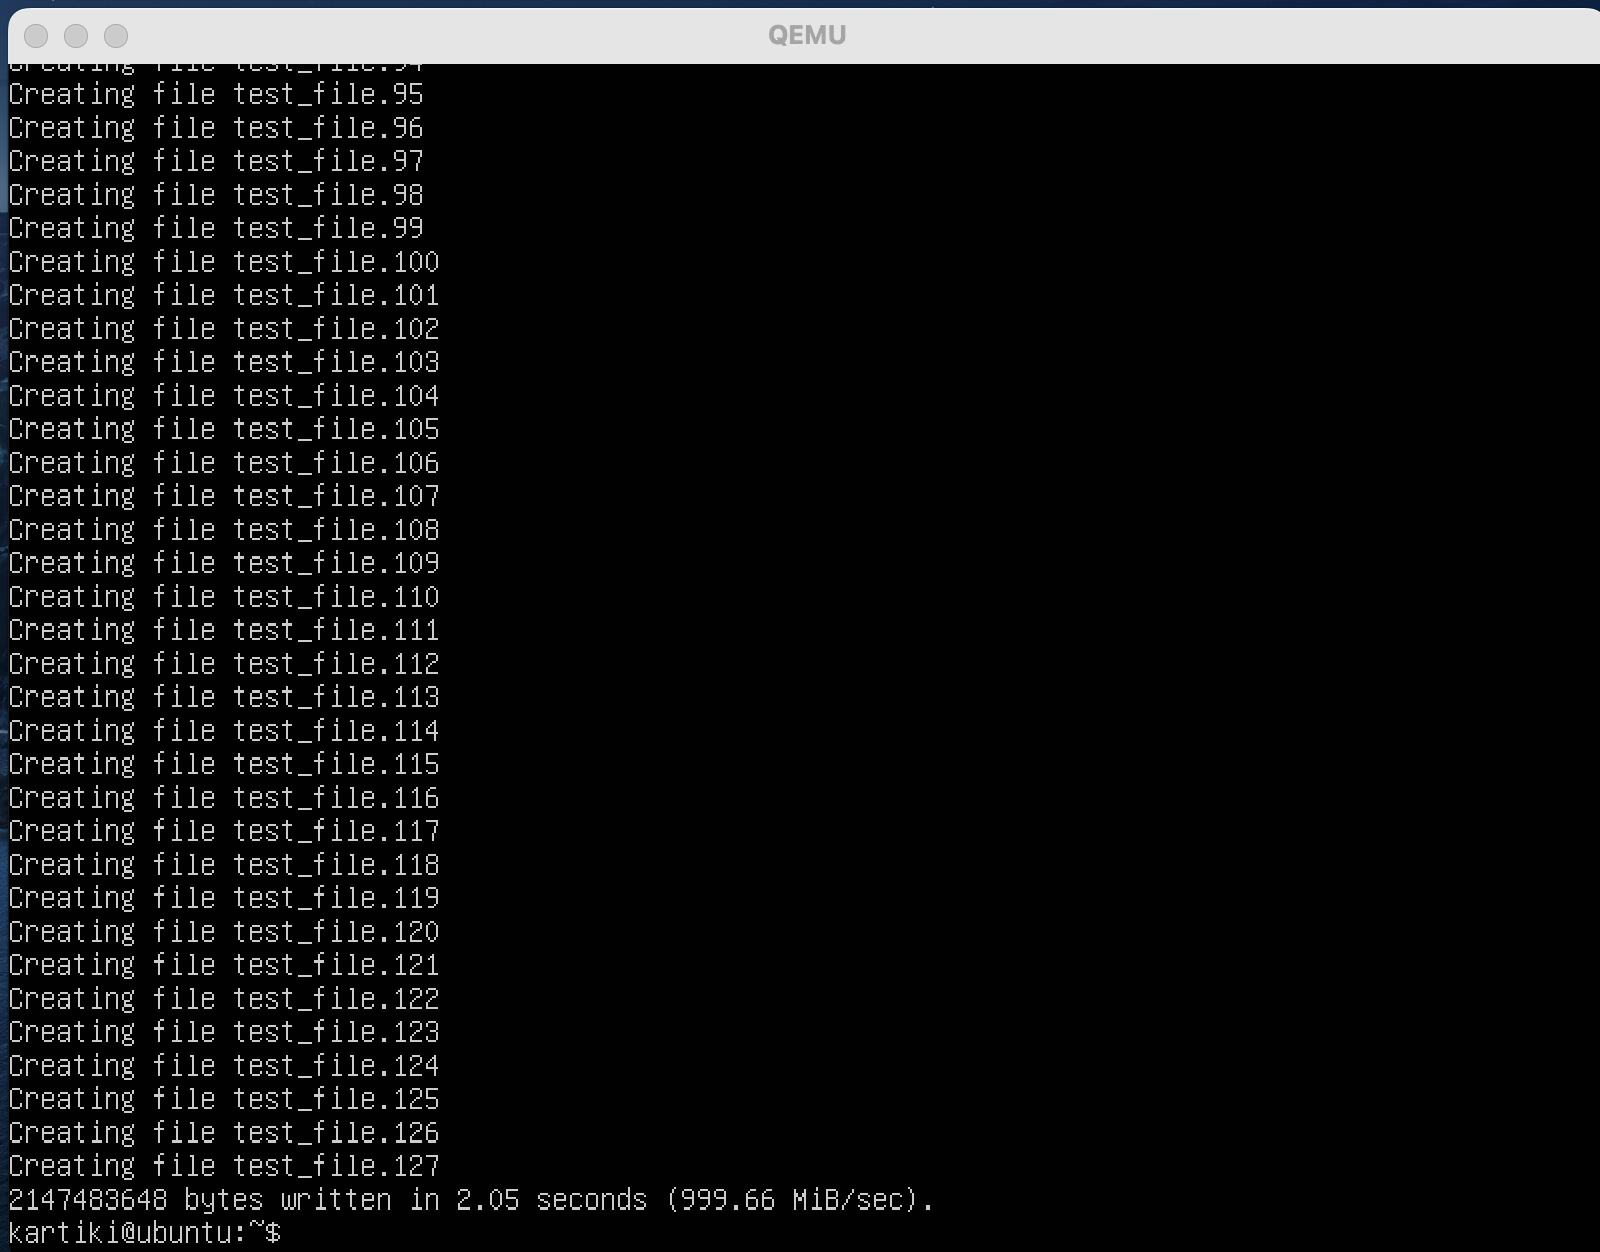 QEMU
Creating file test_file.94
Creating file test_file.95
Creating file test_file.96
Creating file test_file.97
Creating file test_file.98
Creating file test_file.99
Creating file test_file.100
Creating file test_file.101
Creating file test_file.102
Creating file test_file.103
Creating file test_file.104
Creating file test_file.105
Creating file test_file.106
Creating file test_file.107
Creating file test_file.108
Creating file test_file.109
Creating file test_file.110
Creating file test_file.111
Creating file test_file.112
Creating file test_file.113
Creating file test_file.114
Creating file test_file.115
Creating file test_file.116
Creating file test_file.117
Creating file test_file.118
Creating file test_file.119
Creating file test_file.120
Creating file test_file.121
Creating file test_file.122
Creating file test_file.123
Creating file test_file.124
Creating file test_file.125
Creating file test_file.126
Creating file test_file.127
2147483648 bytes written in 2.05 seconds (999.66 MiB/sec).
kartiki@ubuntu:~$